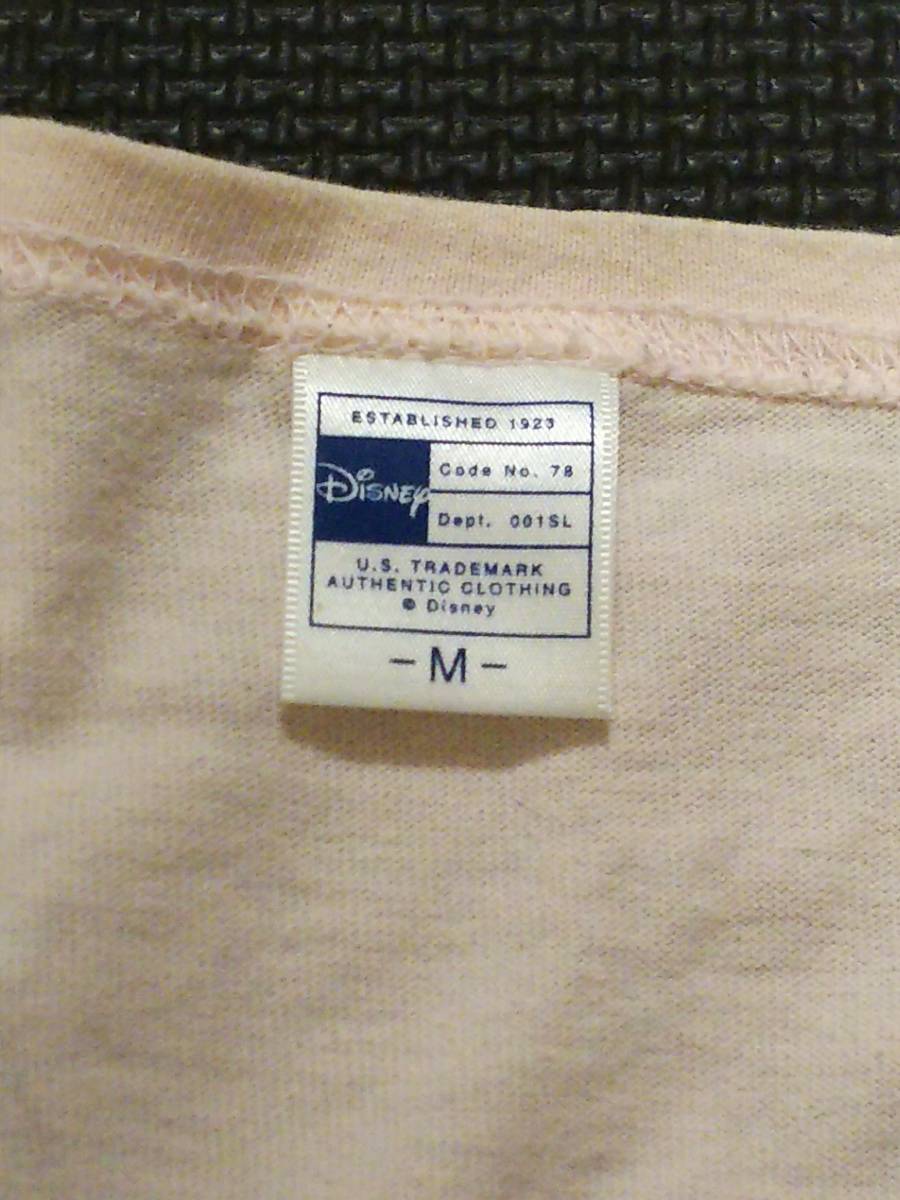 ESTABLISHED 1923
Disney
Code No. 78
Dept. 001SL
U.S. TRADEMARK
AUTHENTIC CLOTHING
© Disney
- M -